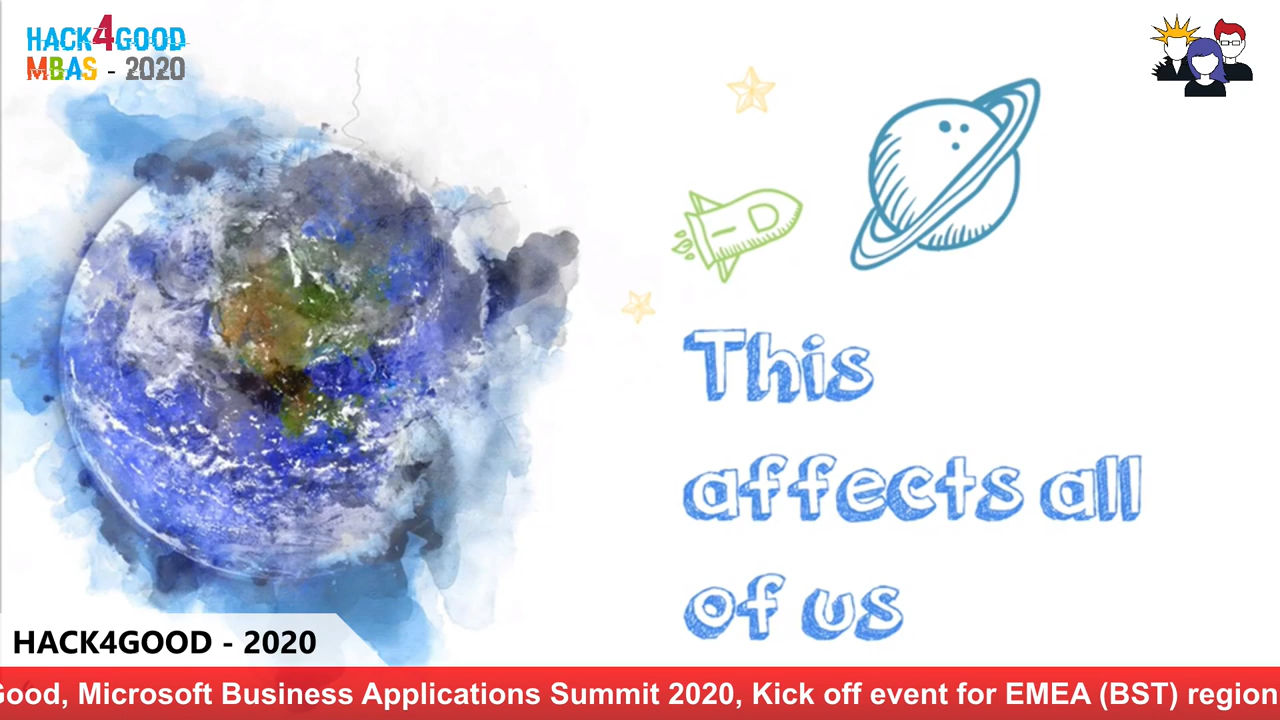 HACK4GOOD
MBAS - 2020
This
affects all
of us
HACK4GOOD - 2020
Good, Microsoft Business Applications Summit 2020, Kick off event for EMEA (BST) region